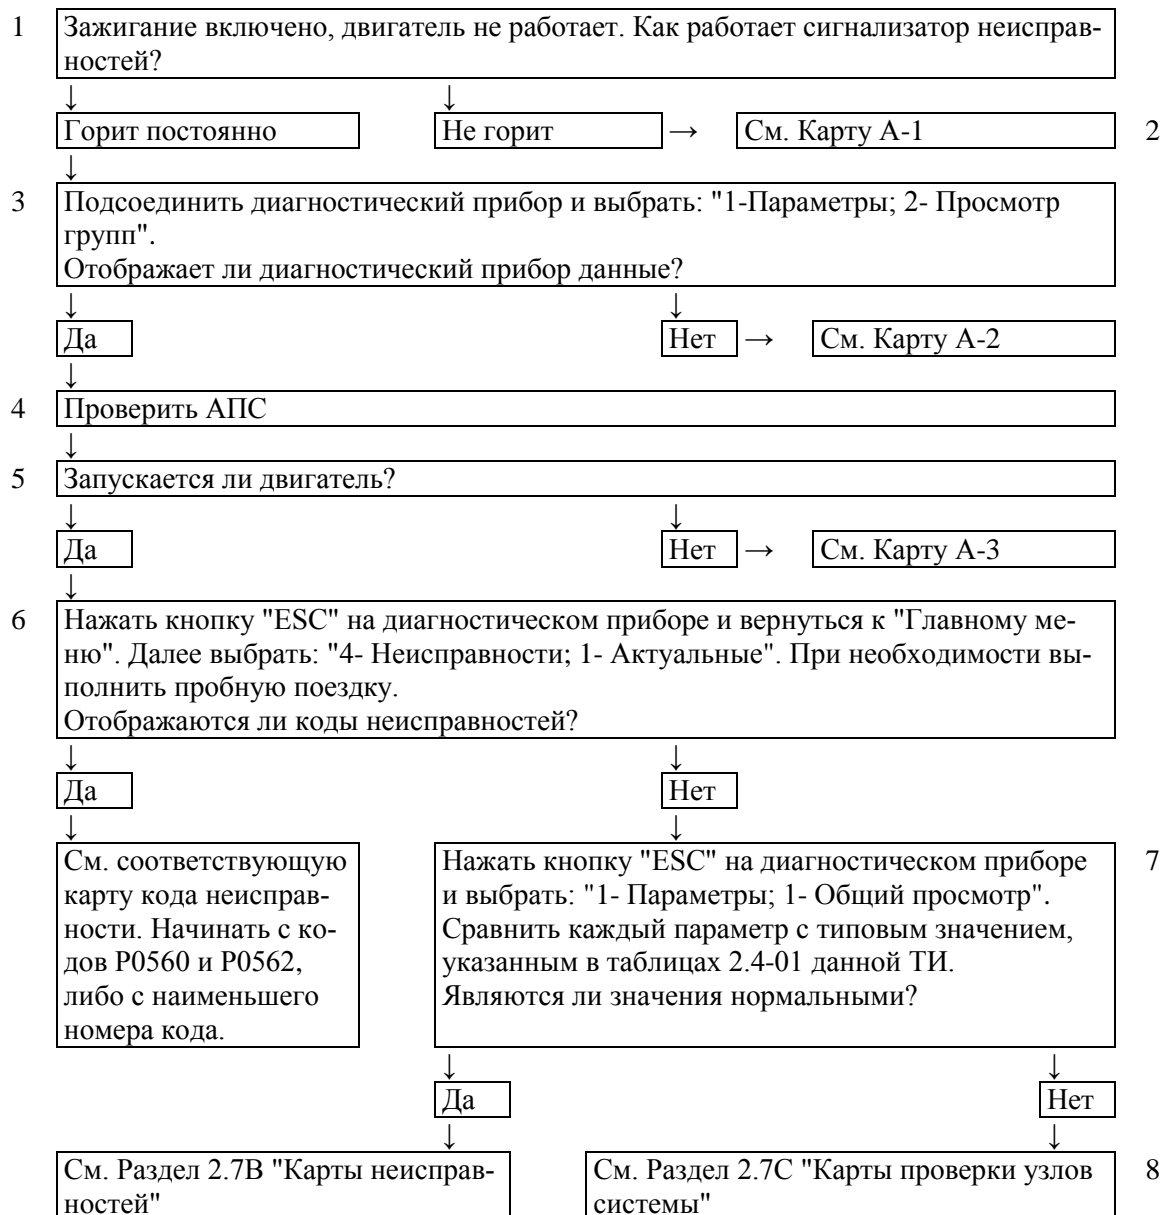 1 Зажигание включено, двигатель не работает. Как работает сигнализатор неисправ-
ностей?
↓ ↓
Горит постоянно Не горит → См. Карту А-1 2
↓
3 Подсоединить диагностический прибор и выбрать: "1-Параметры; 2- Просмотр
групп".
Отображает ли диагностический прибор данные?
↓ ↓
Да Нет → См. Карту А-2
↓
4 Проверить АПС
↓
5 Запускается ли двигатель?
↓ ↓
Да Нет → См. Карту А-3
↓
6 Нажать кнопку "ESC" на диагностическом приборе и вернуться к "Главному ме-
ню". Далее выбрать: "4- Неисправности; 1- Актуальные". При необходимости вы-
полнить пробную поездку.
Отображаются ли коды неисправностей?
↓ ↓
Да Нет
↓ ↓
См. соответствующую
карту кода неисправ-
ности. Начинать с ко-
дов Р0560 и Р0562,
либо с наименьшего
номера кода.
Нажать кнопку "ESC" на диагностическом приборе 7
и выбрать: "1- Параметры; 1- Общий просмотр".
Сравнить каждый параметр с типовым значением,
указанным в таблицах 2.4-01 данной ТИ.
Являются ли значения нормальными?
↓ ↓
Да Нет
↓ ↓
См. Раздел 2.7В "Карты неисправ-
ностей"
См. Раздел 2.7С "Карты проверки узлов 8
системы"